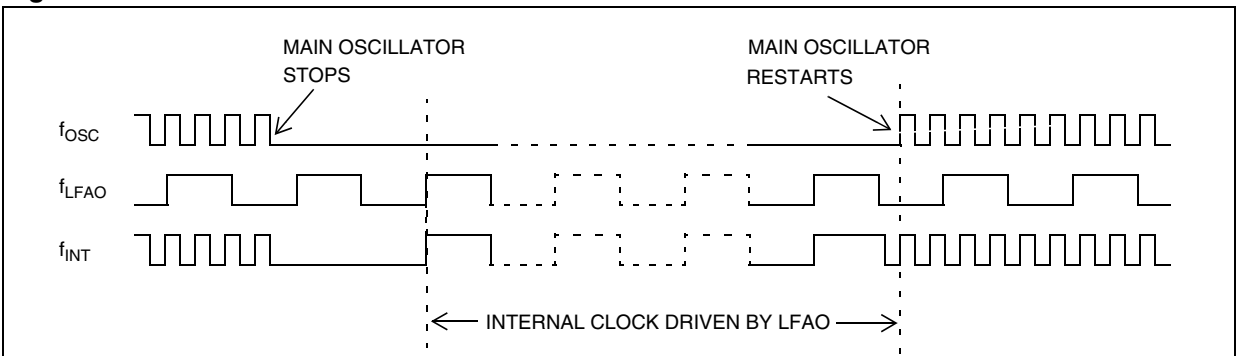 MAIN OSCILLATOR
STOPS
MAIN OSCILLATOR
RESTARTS
fOSC
fLFAO
fINT
INTERNAL CLOCK DRIVEN BY LFAO